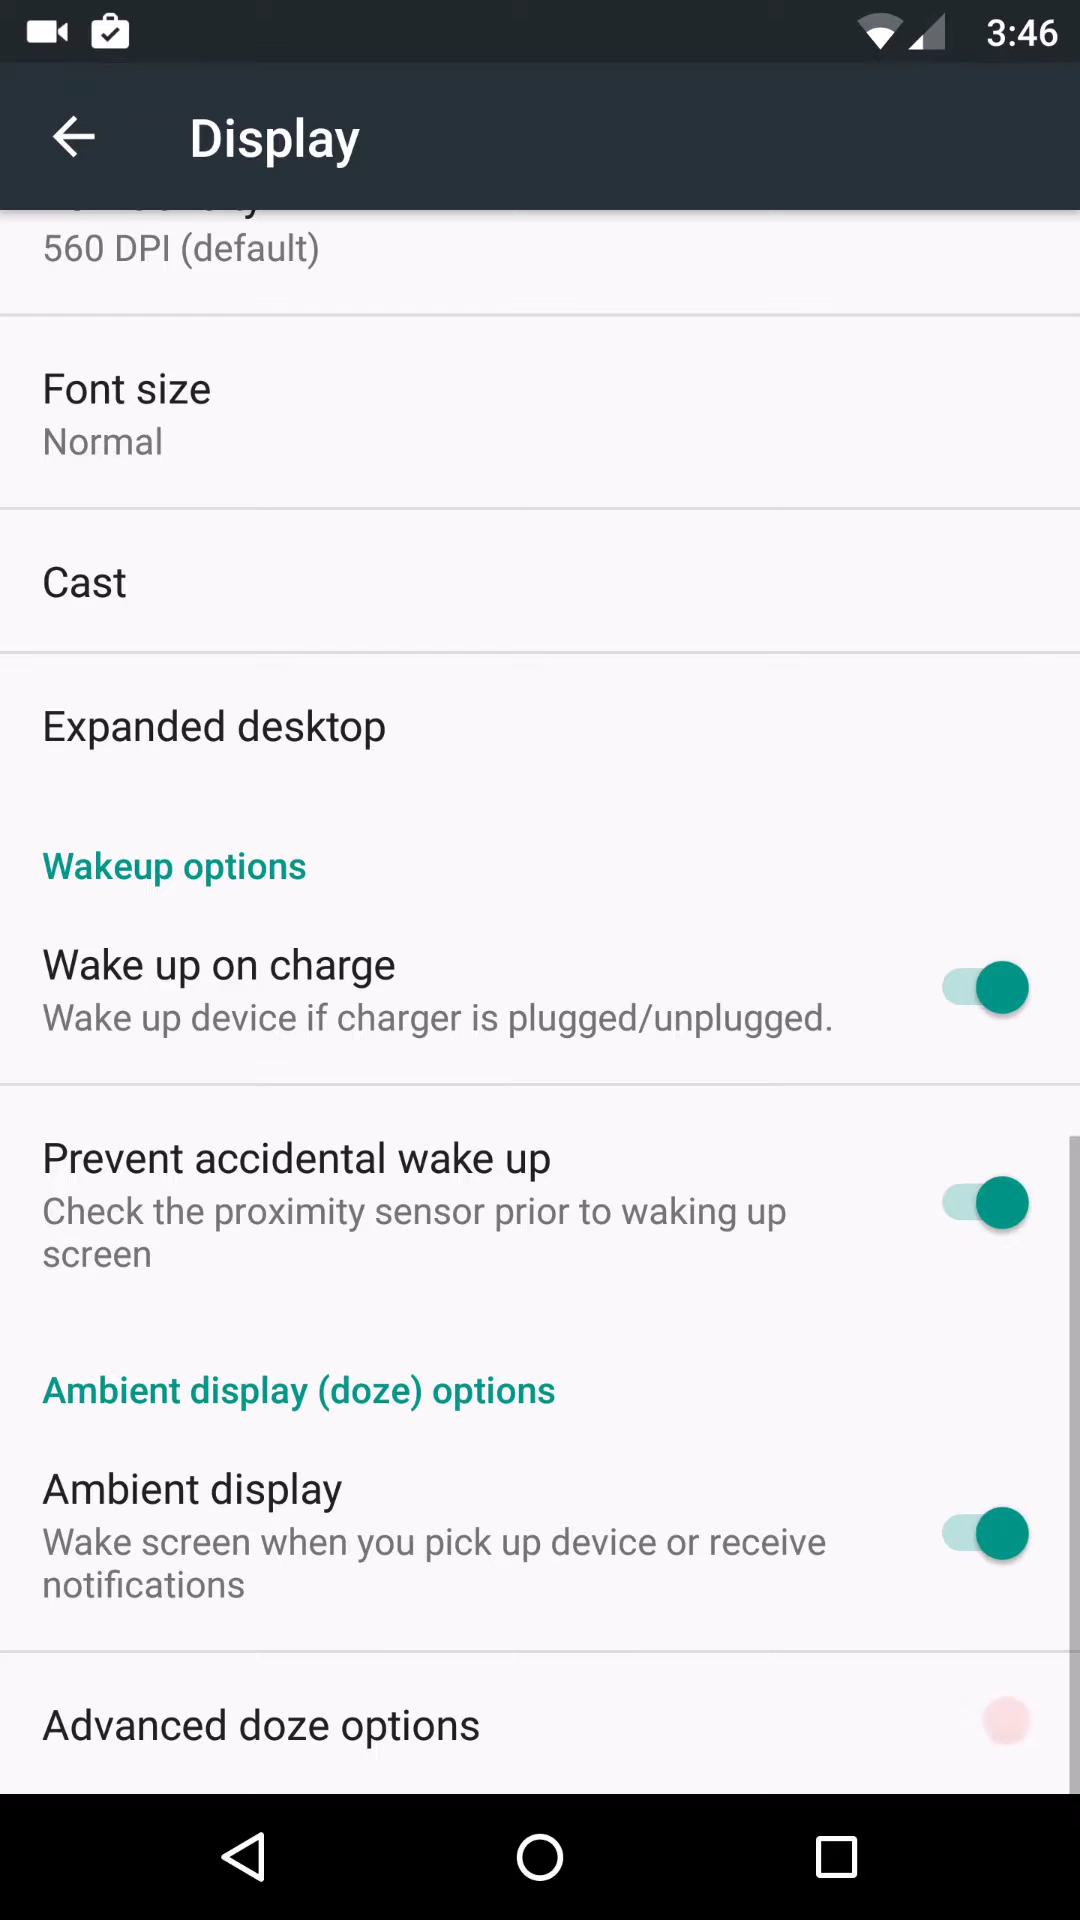 3:46
Display
560 DPI (default)
Font size
Normal
Cast
Expanded desktop
Wakeup options
Wake up on charge
Wake up device if charger is plugged/unplugged.
Prevent accidental wake up
Check the proximity sensor prior to waking up
screen
Ambient display (doze) options
Ambient display
Wake screen when you pick up device or receive
notifications
Advanced doze options